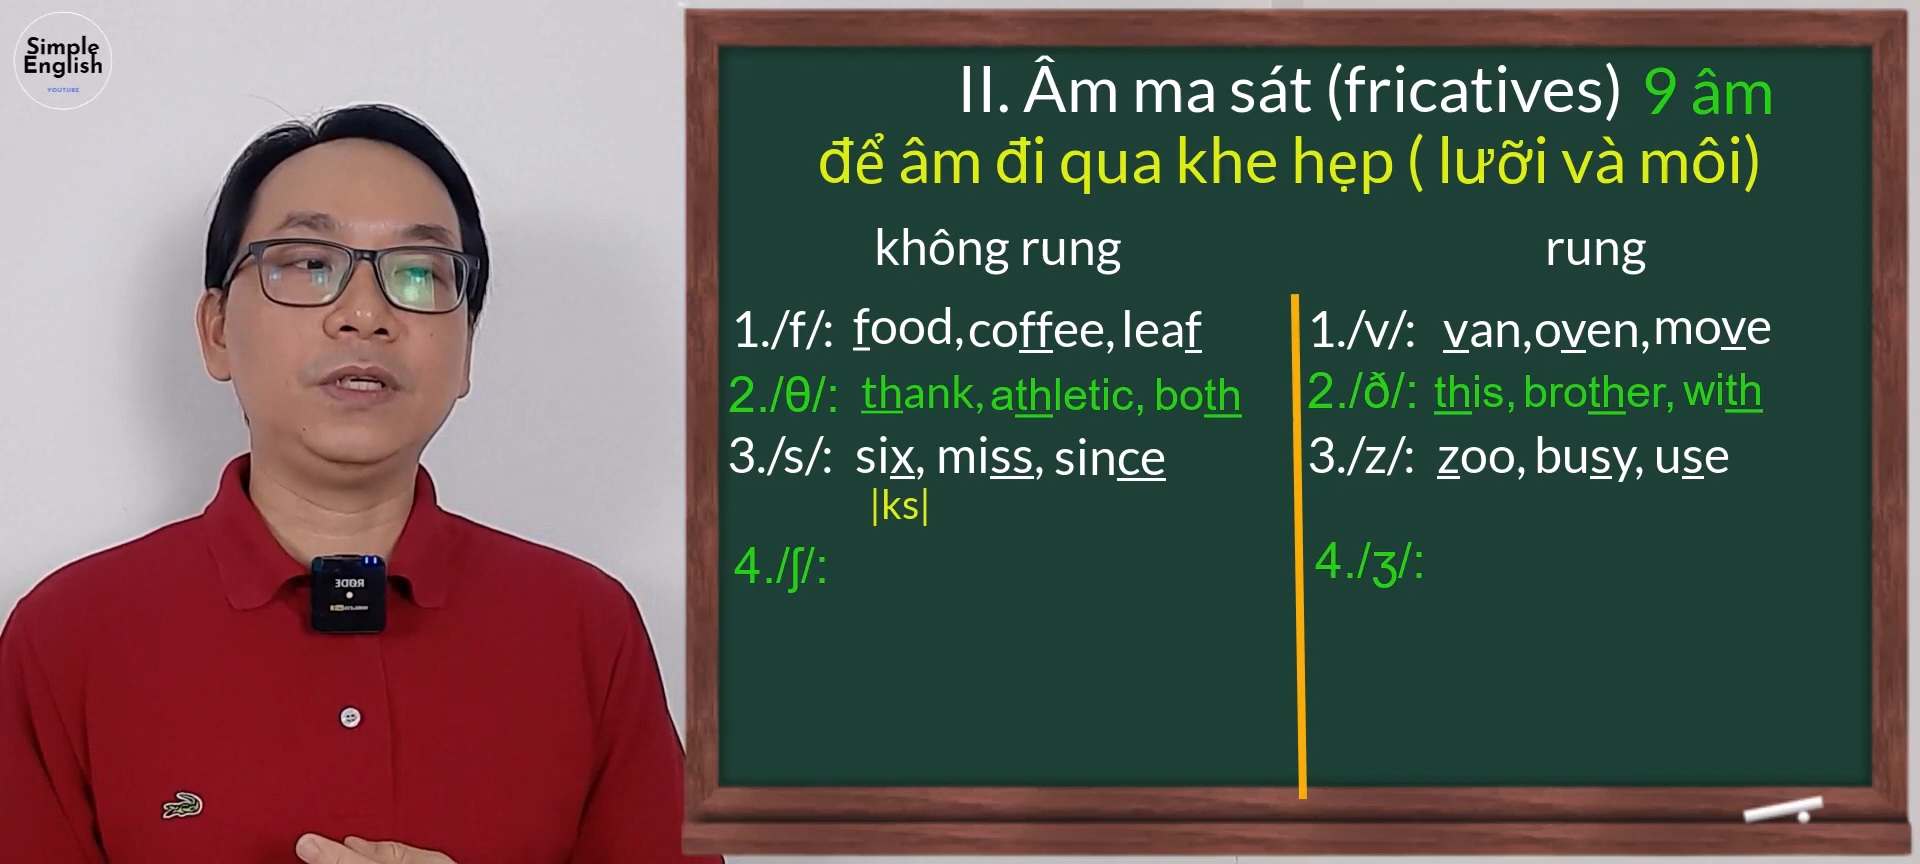 Simple
English
YOUTUBE
II. Âm ma sát (fricatives) 9 âm
để âm đi qua khe hẹp ( lưỡi và môi)
không rung
rung
1./f/: food, coffee, leaf
1./v/: van,oven,move
2./θ/: thank, athletic, both
2./ð/: this, brother, with
3./s/: six, miss, since
3./z/: zoo, busy, use
|ks|
4./ʃ/:
4./ʒ/:
RØDE